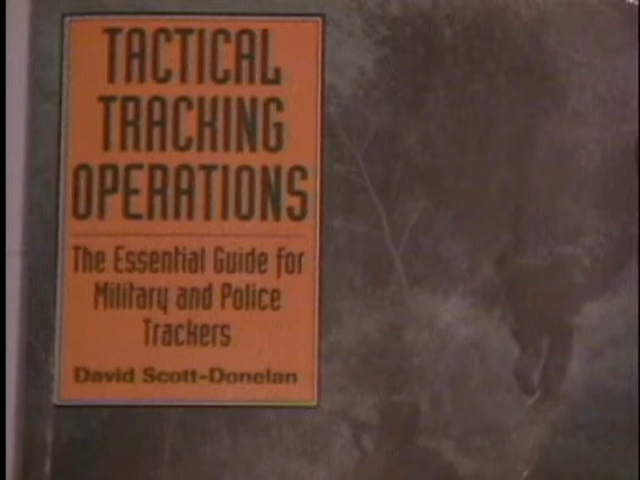 TACTICAL
TRACKING
OPERATIONS
The Essential Guide for
Military and Police
Trackers
David Scott-Donelan